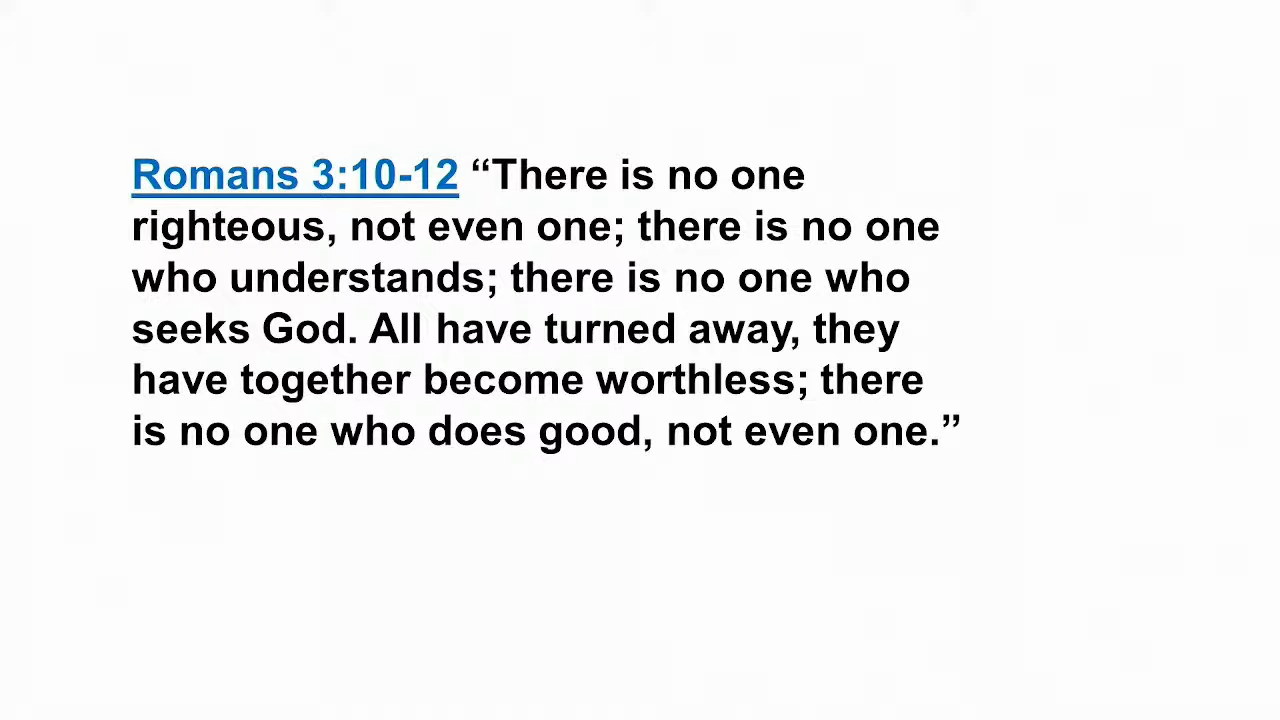 Romans 3:10-12 “There is no one
righteous, not even one; there is no one
who understands; there is no one who
seeks God. All have turned away, they
have together become worthless; there
is no one who does good, not even one.”